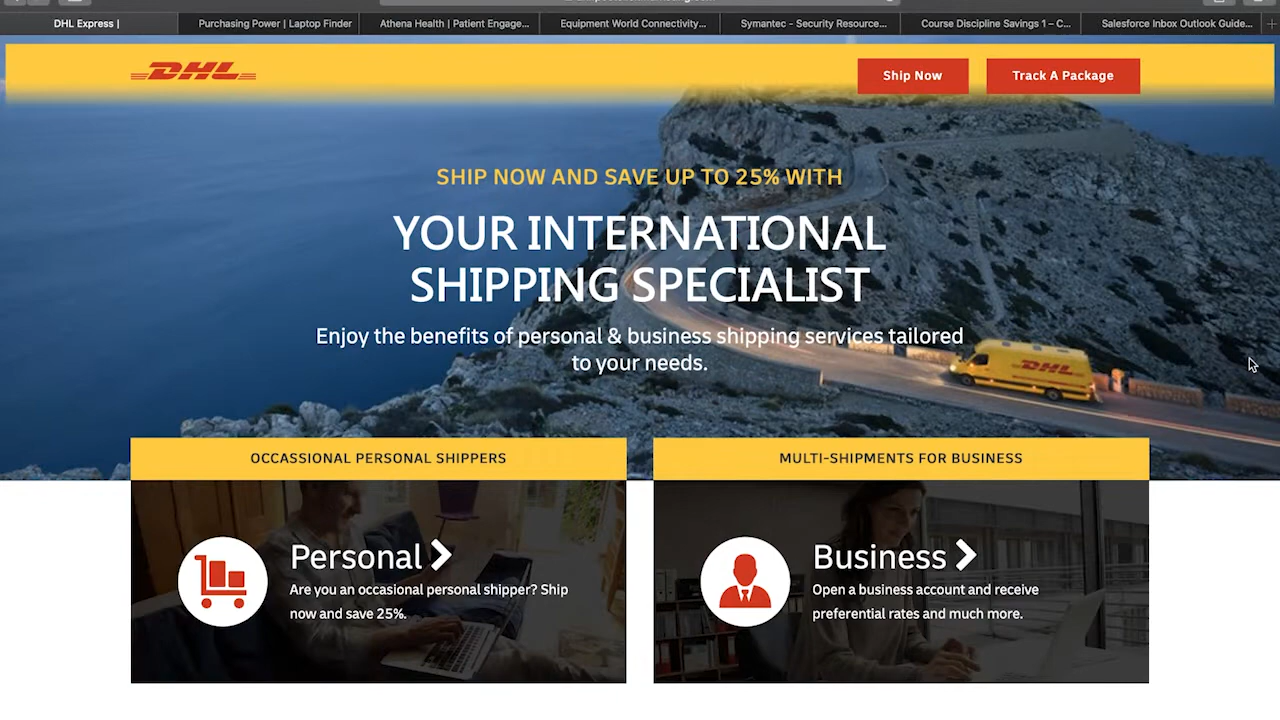 DHL Express |
Purchasing Power | Laptop Finder
Athena Health | Patient Engage...
Equipment World Connectivity...
Symantec - Security Resource...
Course Discipline Savings 1 – C...
Salesforce Inbox Outlook Guide...
DHL
Ship Now
Track A Package
SHIP NOW AND SAVE UP TO 25% WITH
YOUR INTERNATIONAL
SHIPPING SPECIALIST
Enjoy the benefits of personal & business shipping services tailored
to your needs.
DHL
OCCASSIONAL PERSONAL SHIPPERS
MULTI-SHIPMENTS FOR BUSINESS
Personal
Are you an occasional personal shipper? Ship
now and save 25%.
Business
Open a business account and receive
preferential rates and much more.